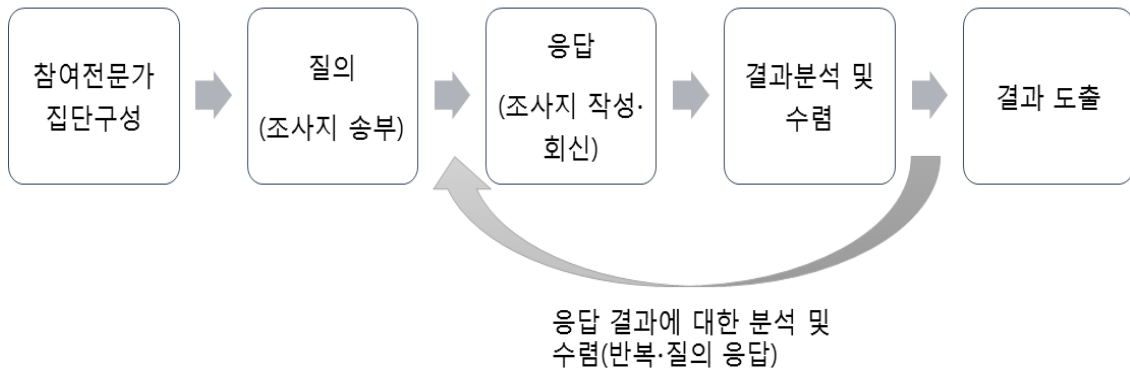 참여전문가
집단구성
질의
(조사지 송부)
응답
(조사지 작성·
회신)
결과분석 및
수렴
결과 도출
응답 결과에 대한 분석 및
수렴(반복·질의 응답)